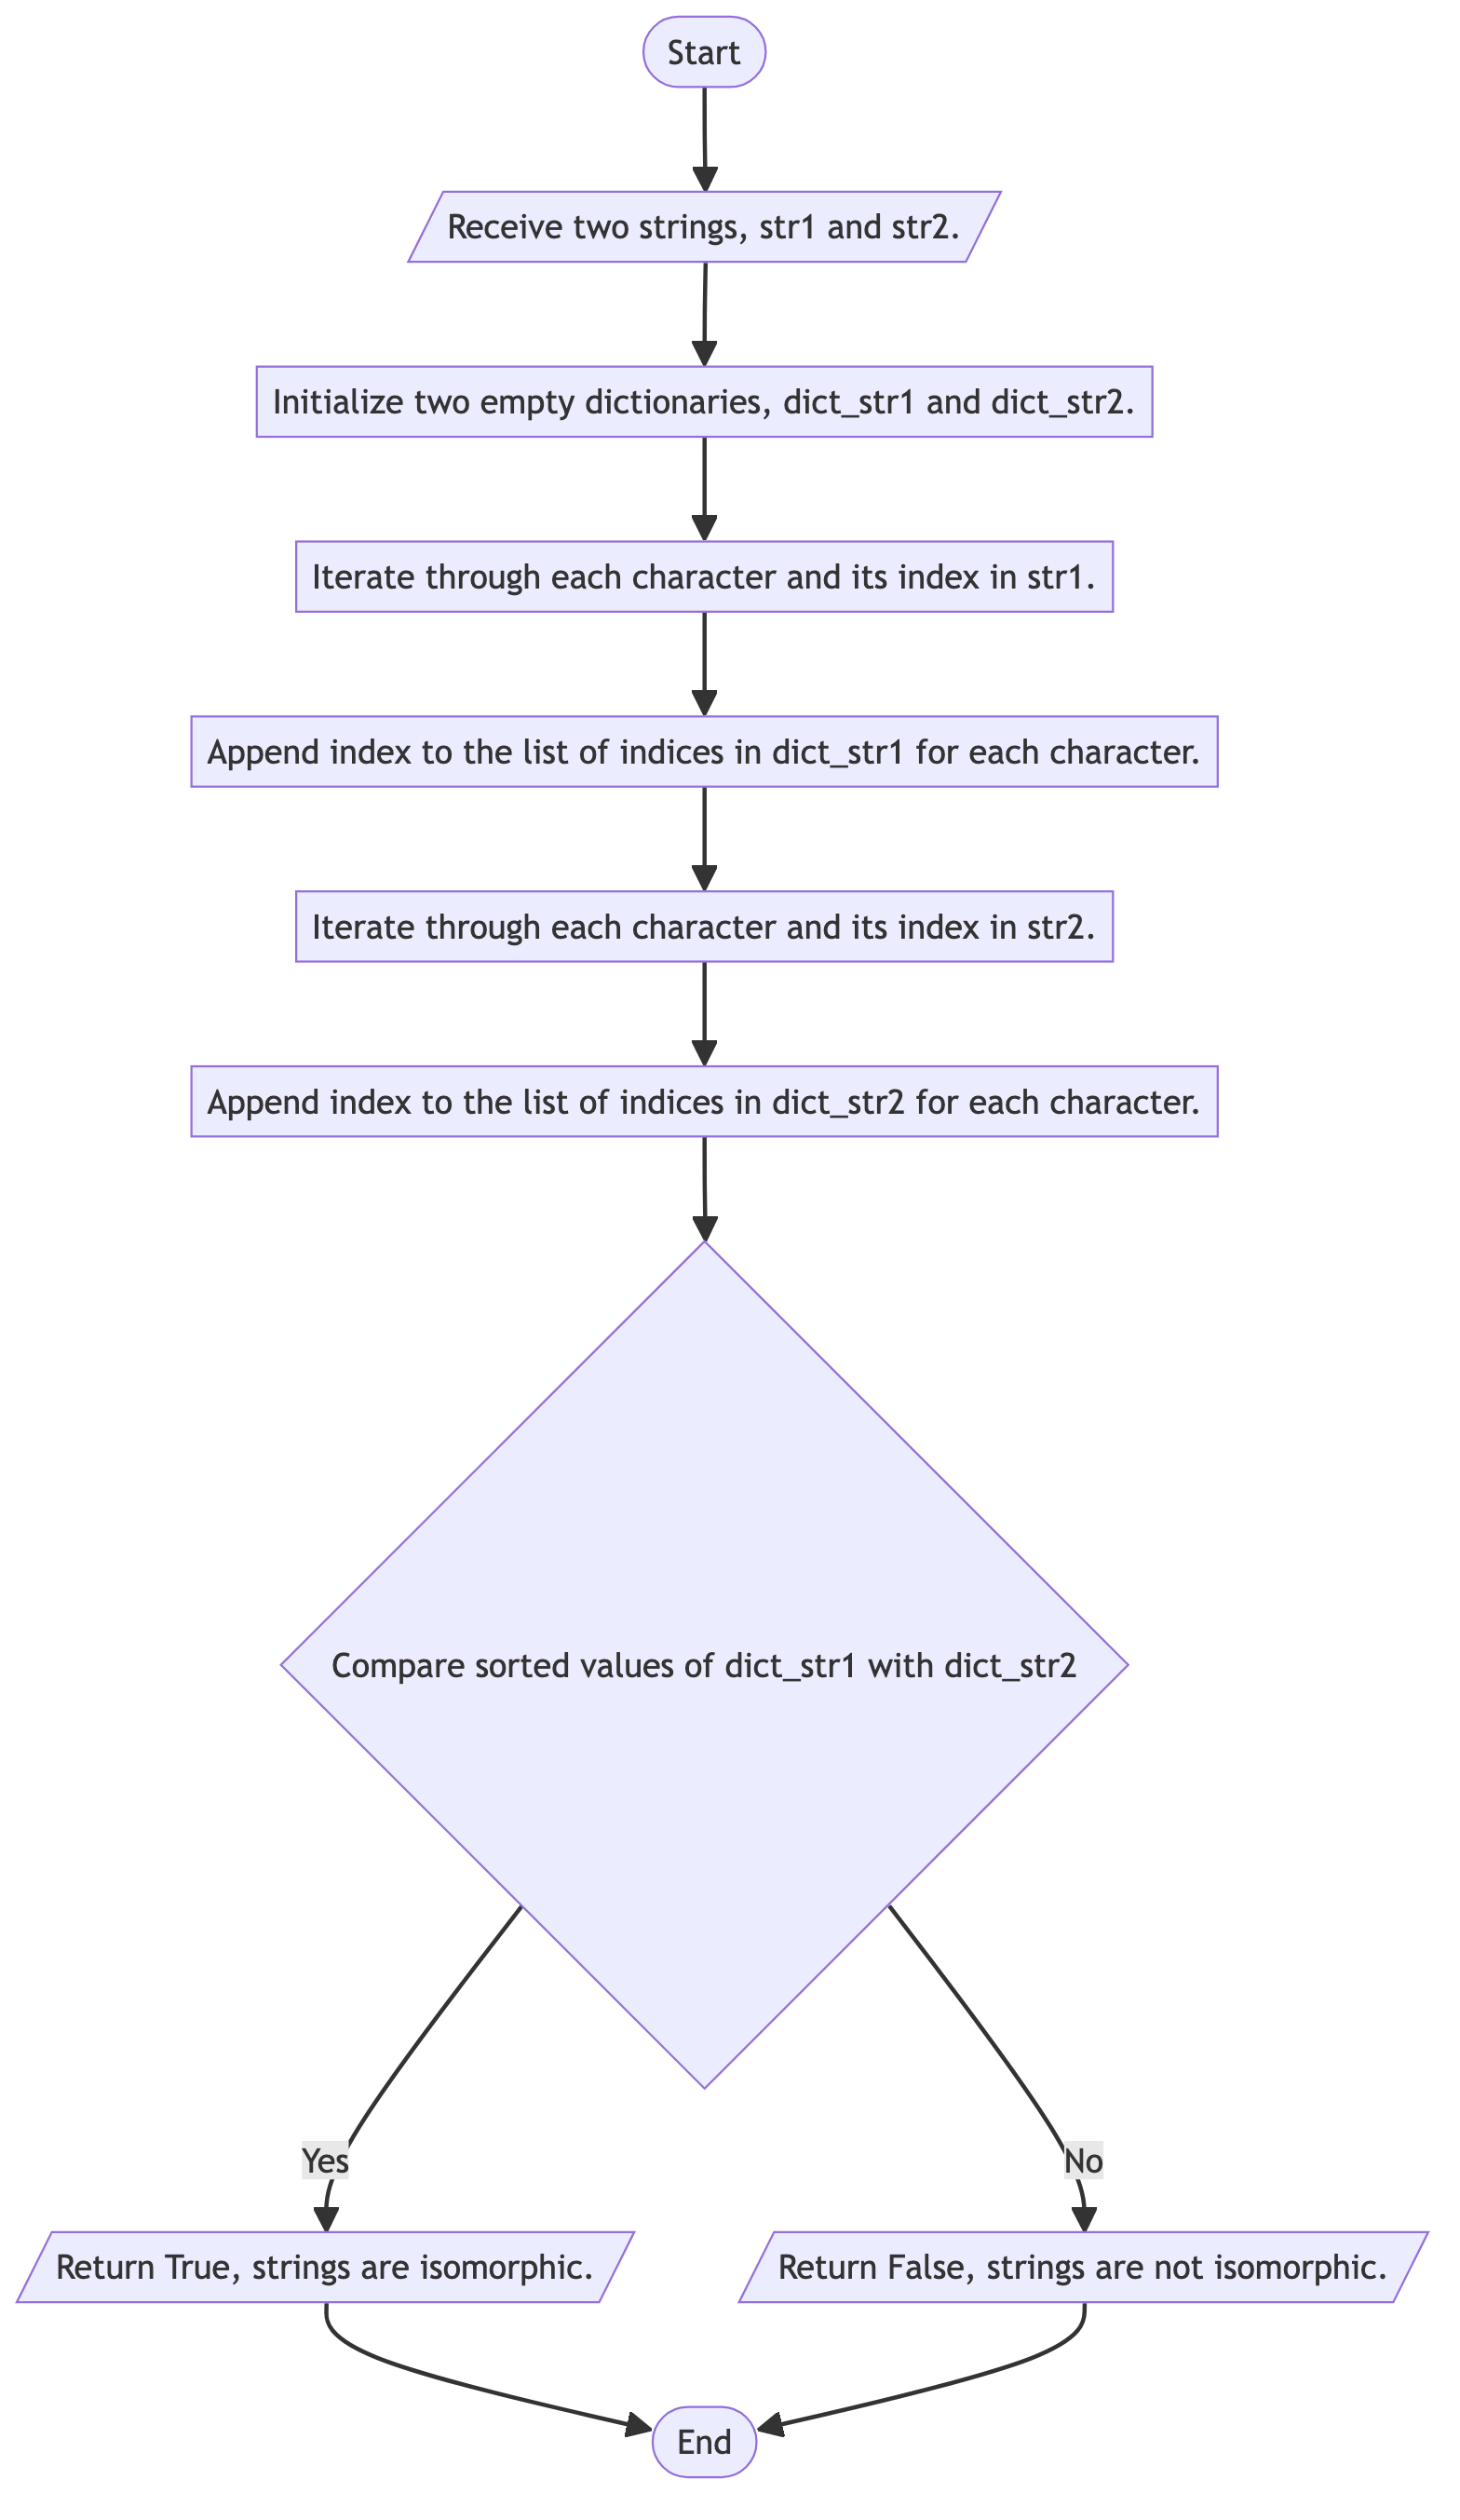 Start
Receive two strings, str1 and str2.
Initialize two empty dictionaries, dict_str1 and dict_str2.
Iterate through each character and its index in str1.
Append index to the list of indices in dict_str1 for each character.
Iterate through each character and its index in str2.
Append index to the list of indices in dict_str2 for each character.
Compare sorted values of dict_str1 with dict_str2
Yes
No
Return True, strings are isomorphic.
Return False, strings are not isomorphic.
End